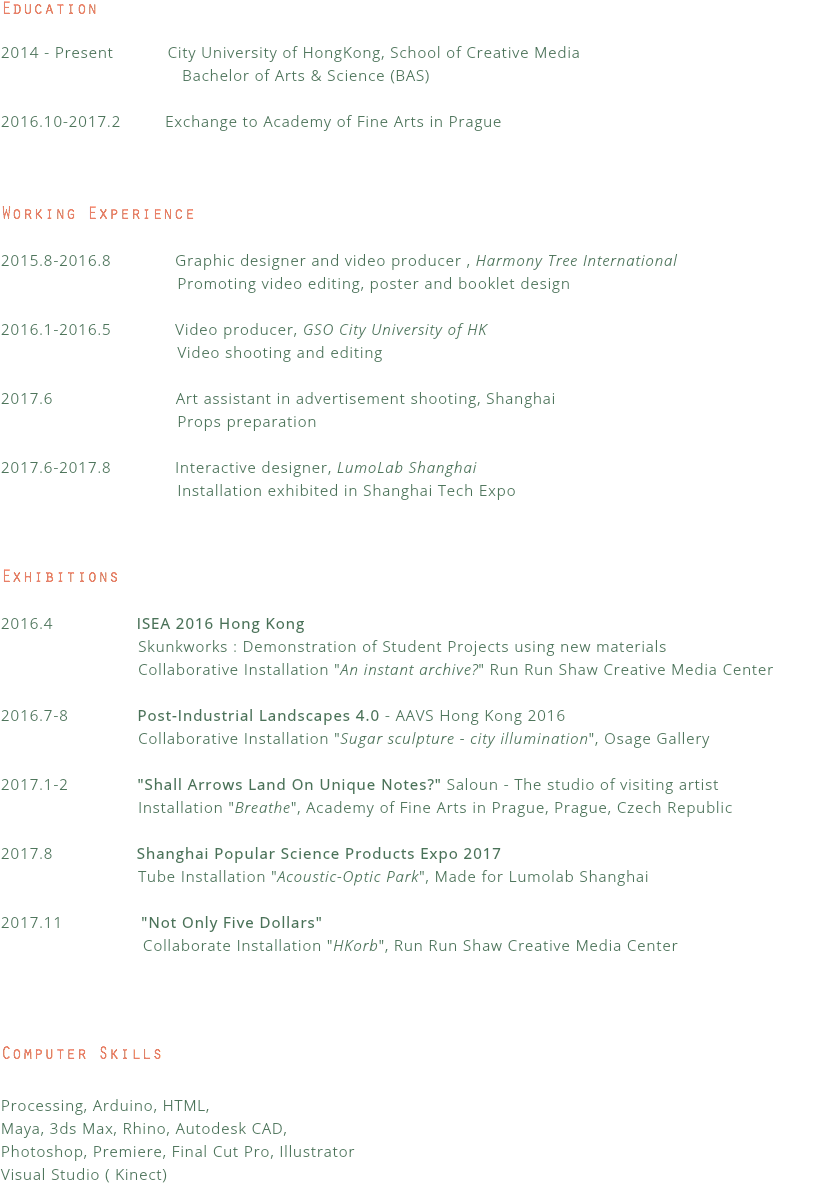 Education
2014 - Present City University of HongKong, School of Creative Media
Bachelor of Arts & Science (BAS)
2016.10-2017.2 Exchange to Academy of Fine Arts in Prague
Working Experience
2015.8-2016.8 Graphic designer and video producer , Harmony Tree International
Promoting video editing, poster and booklet design
2016.1-2016.5 Video producer, GSO City University of HK
Video shooting and editing
2017.6 Art assistant in advertisement shooting, Shanghai
Props preparation
2017.6-2017.8 Interactive designer, LumoLab Shanghai
Installation exhibited in Shanghai Tech Expo
Exhibitions
2016.4 ISEA 2016 Hong Kong
Skunkworks : Demonstration of Student Projects using new materials
Collaborative Installation "An instant archive?" Run Run Shaw Creative Media Center
2016.7-8 Post-Industrial Landscapes 4.0 - AAVS Hong Kong 2016
Collaborative Installation "Sugar sculpture - city illumination", Osage Gallery
2017.1-2 "Shall Arrows Land On Unique Notes?" Saloun - The studio of visiting artist
Installation "Breathe", Academy of Fine Arts in Prague, Prague, Czech Republic
2017.8 Shanghai Popular Science Products Expo 2017
Tube Installation "Acoustic-Optic Park", Made for Lumolab Shanghai
2017.11 "Not Only Five Dollars"
Collaborate Installation "HKorb", Run Run Shaw Creative Media Center
Computer Skills
Processing, Arduino, HTML,
Maya, 3ds Max, Rhino, Autodesk CAD,
Photoshop, Premiere, Final Cut Pro, Illustrator
Visual Studio ( Kinect)